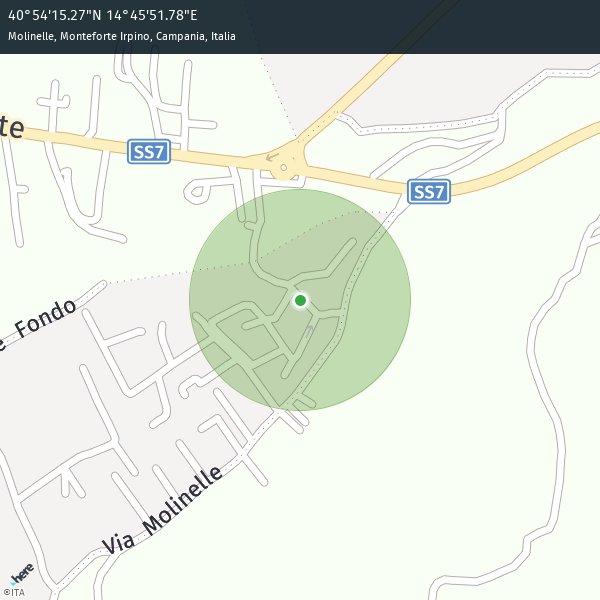 40°54'15.27"N 14°45'51.78"E
Molinelle, Monteforte Irpino, Campania, Italia
te
SS7
SS7
e Fondo
Via Molinelle
here
©ITA